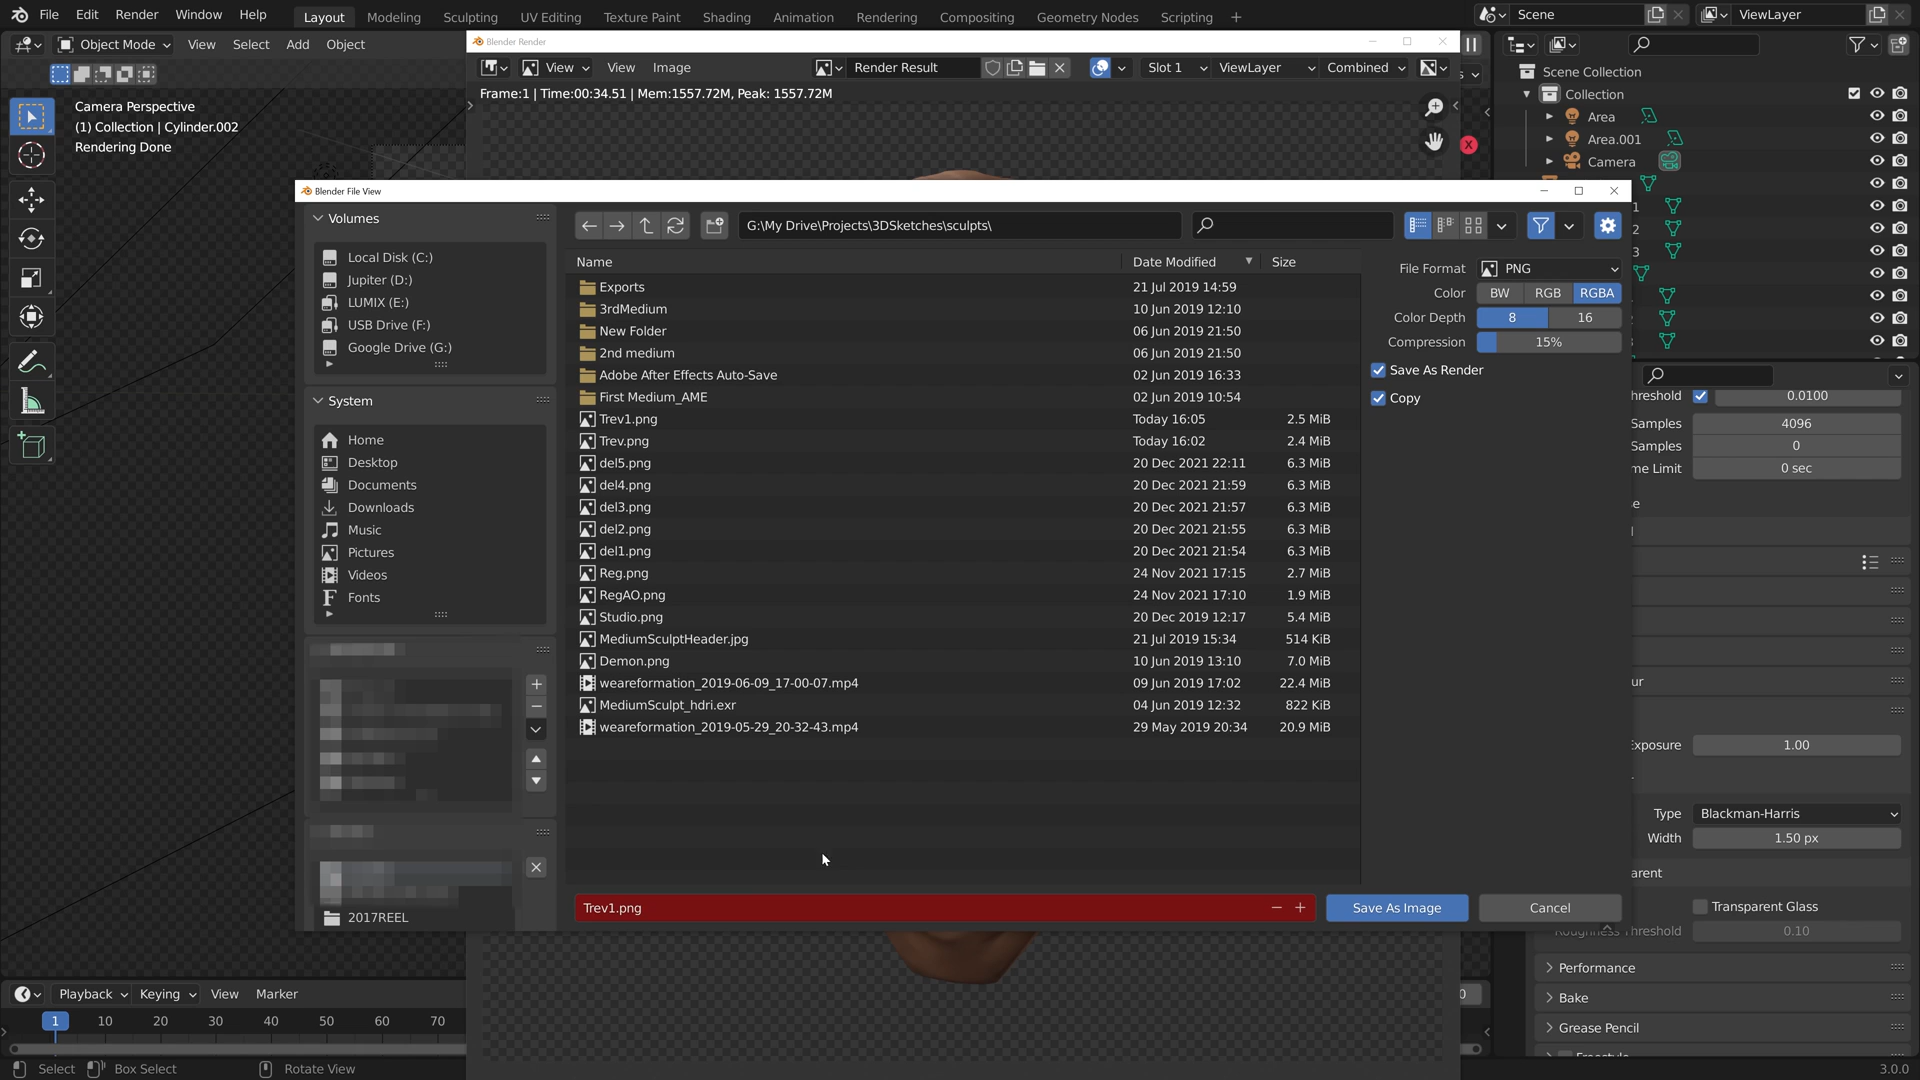 File Edit Render Window Help
Layout Modeling Sculpting UV Editing Texture Paint Shading Animation Rendering Compositing Geometry Nodes Scripting +
Scene
ViewLayer
Object Mode View Select Add Object
Blender Render
View View Image
Render Result
Slot 1 ViewLayer Combined
Frame:1 | Time:00:34.51 | Mem:1557.72M, Peak: 1557.72M
Camera Perspective
(1) Collection | Cylinder.002
Rendering Done
Scene Collection
Collection
Area
Area.001
Camera
1
2
3
Blender File View
Volumes
Local Disk (C:)
Jupiter (D:)
LUMIX (E:)
USB Drive (F:)
Google Drive (G:)
System
Home
Desktop
Documents
Downloads
Music
Pictures
Videos
Fonts
2017REEL
G:\My Drive\Projects\3DSketches\sculpts\
Name Date Modified Size
Exports 21 Jul 2019 14:59
3rdMedium 10 Jun 2019 12:10
New Folder 06 Jun 2019 21:50
2nd medium 06 Jun 2019 21:50
Adobe After Effects Auto-Save 02 Jun 2019 16:33
First Medium_AME 02 Jun 2019 10:54
Trev1.png Today 16:05 2.5 MiB
Trev.png Today 16:02 2.4 MiB
del5.png 20 Dec 2021 22:11 6.3 MiB
del4.png 20 Dec 2021 21:59 6.3 MiB
del3.png 20 Dec 2021 21:57 6.3 MiB
del2.png 20 Dec 2021 21:55 6.3 MiB
del1.png 20 Dec 2021 21:54 6.3 MiB
Reg.png 24 Nov 2021 17:15 2.7 MiB
RegAO.png 24 Nov 2021 17:10 1.9 MiB
Studio.png 20 Dec 2019 12:17 5.4 MiB
MediumSculptHeader.jpg 21 Jul 2019 15:34 514 KiB
Demon.png 10 Jun 2019 13:10 7.0 MiB
weareformation_2019-06-09_17-00-07.mp4 09 Jun 2019 17:02 22.4 MiB
MediumSculpt_hdri.exr 04 Jun 2019 12:32 822 KiB
weareformation_2019-05-29_20-32-43.mp4 29 May 2019 20:34 20.9 MiB
File Format PNG
Color BW RGB RGBA
Color Depth 8 16
Compression 15%
Save As Render
Copy
Trev1.png
Save As Image
Cancel
hreshold 0.0100
Samples 4096
Samples 0
me Limit 0 sec
se
ur
Exposure 1.00
Type Blackman-Harris
Width 1.50 px
arent
Transparent Glass
Roughness Threshold 0.10
Performance
Bake
Grease Pencil
Playback Keying View Marker
1 10 20 30 40 50 60 70
Select Box Select Rotate View
3.0.0